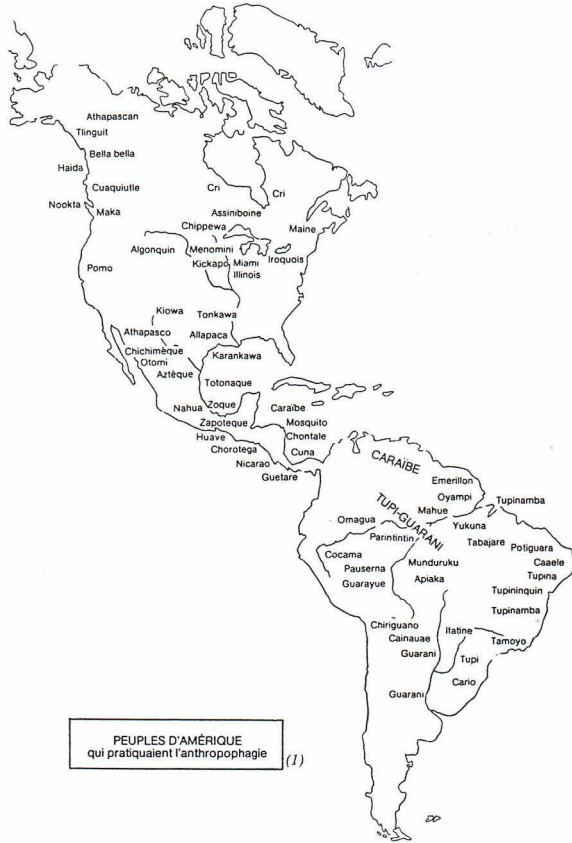 Athapascan
Tlinguit
Bella bella
Haida
Cuaquiutle
Nookta
Maka
Cri
Cri
Assiniboine
Chippewa
Maine
Algonquin
Menomini
Iroquois
Kickapo
Miami
Illinois
Pomo
Kiowa
Tonkawa
Athapasco
Allapaca
Chichimèque
Karankawa
Otomi
Aztèque
Totonaque
Nahua
Zoque
Caraïbe
Zapoteque
Mosquito
Huave
Chontale
Chorotega
Cuna
Nicarao
Guetare
CARAÏBE
Emerillon
Oyampi
TUPI-GUARANI
Mahue
Tupinamba
Omagua
Yukuna
Parintintin
Tabajare
Potiguara
Cocama
Munduruku
Caaele
Pauserna
Apiaka
Tupina
Guarayue
Tupininquin
Tupinamba
Chiriguano
Itatine
Cainauae
Tamoyo
Guarani
Tupi
Cario
Guarani
PEUPLES D'AMÉRIQUE
qui pratiquaient l'anthropophagie
(1)